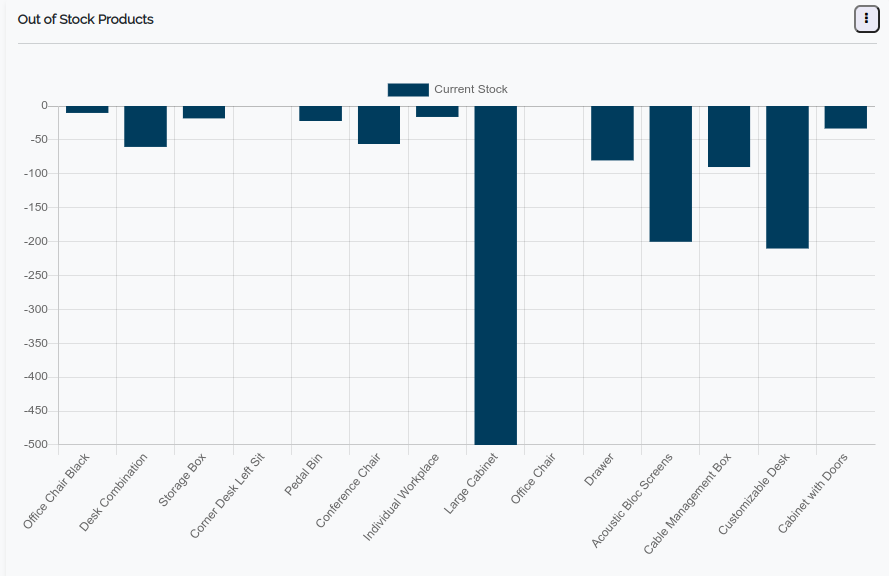 Out of Stock Products
Current Stock
0
-50
-100
-150
-200
-250
-300
-350
-400
-450
-500
Office Chair Black
Desk Combination
Storage Box
Corner Desk Left Sit
Pedal Bin
Conference Chair
Individual Workplace
Large Cabinet
Office Chair
Drawer
Acoustic Bloc Screens
Cable Management Box
Customizable Desk
Cabinet with Doors